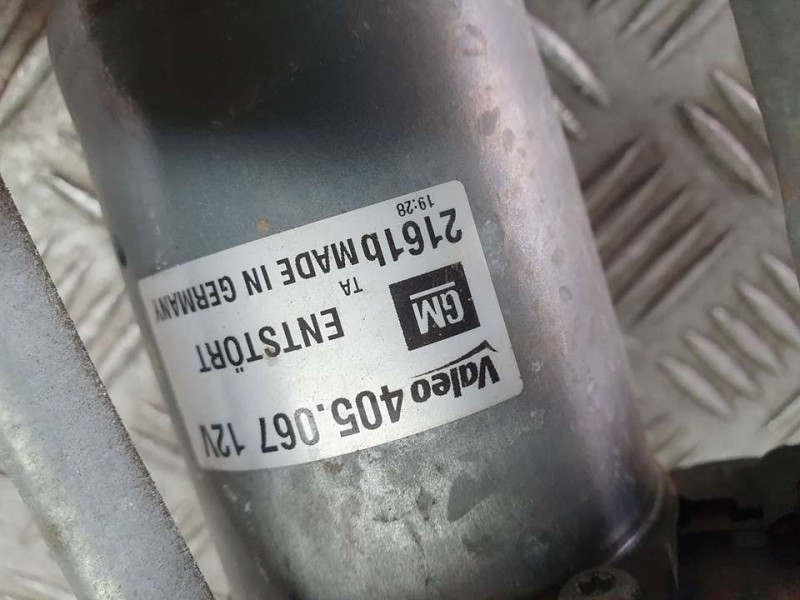 Valeo 405.067 12V
GM ENTSTÖRT
TA
2161b MADE IN GERMANY
19:28